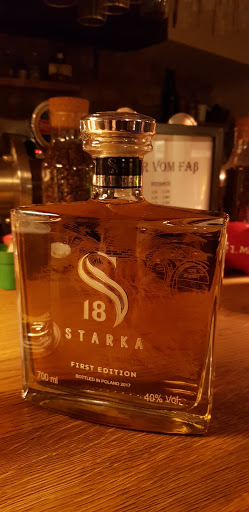 R VOM FAß
18
STARKA
FIRST EDITION
BOTTLED IN POLAND 2017
700 ml
40% Vol.